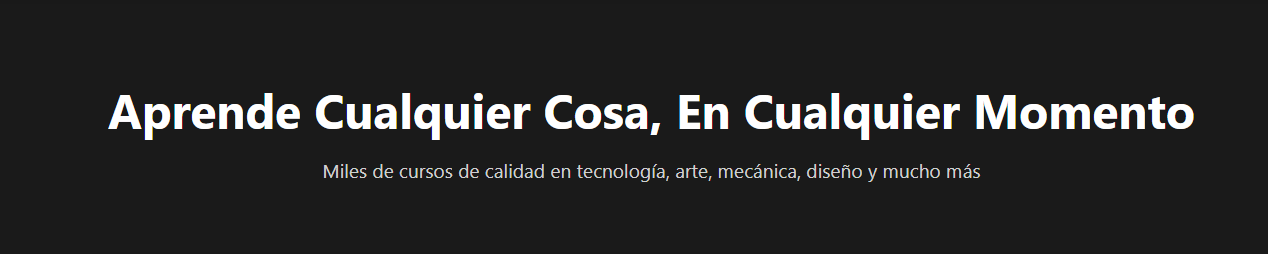 Aprende Cualquier Cosa, En Cualquier Momento
Miles de cursos de calidad en tecnología, arte, mecánica, diseño y mucho más